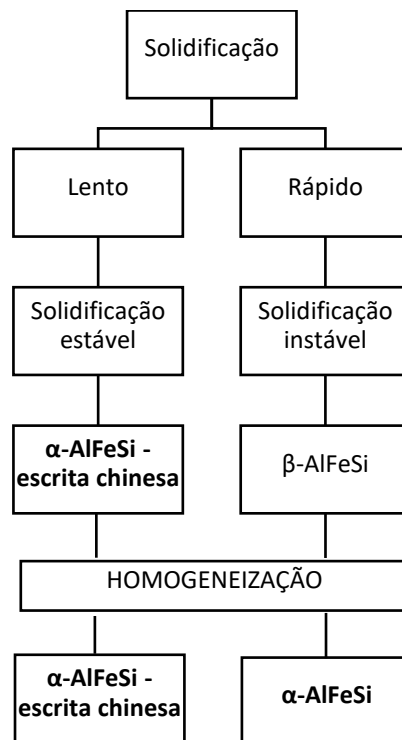 Solidificação
Lento
Rápido
Solidificação
estável
Solidificação
instável
α-AlFeSi -
escrita chinesa
β-AlFeSi
HOMOGENEIZAÇÃO
α-AlFeSi -
escrita chinesa
α-AlFeSi